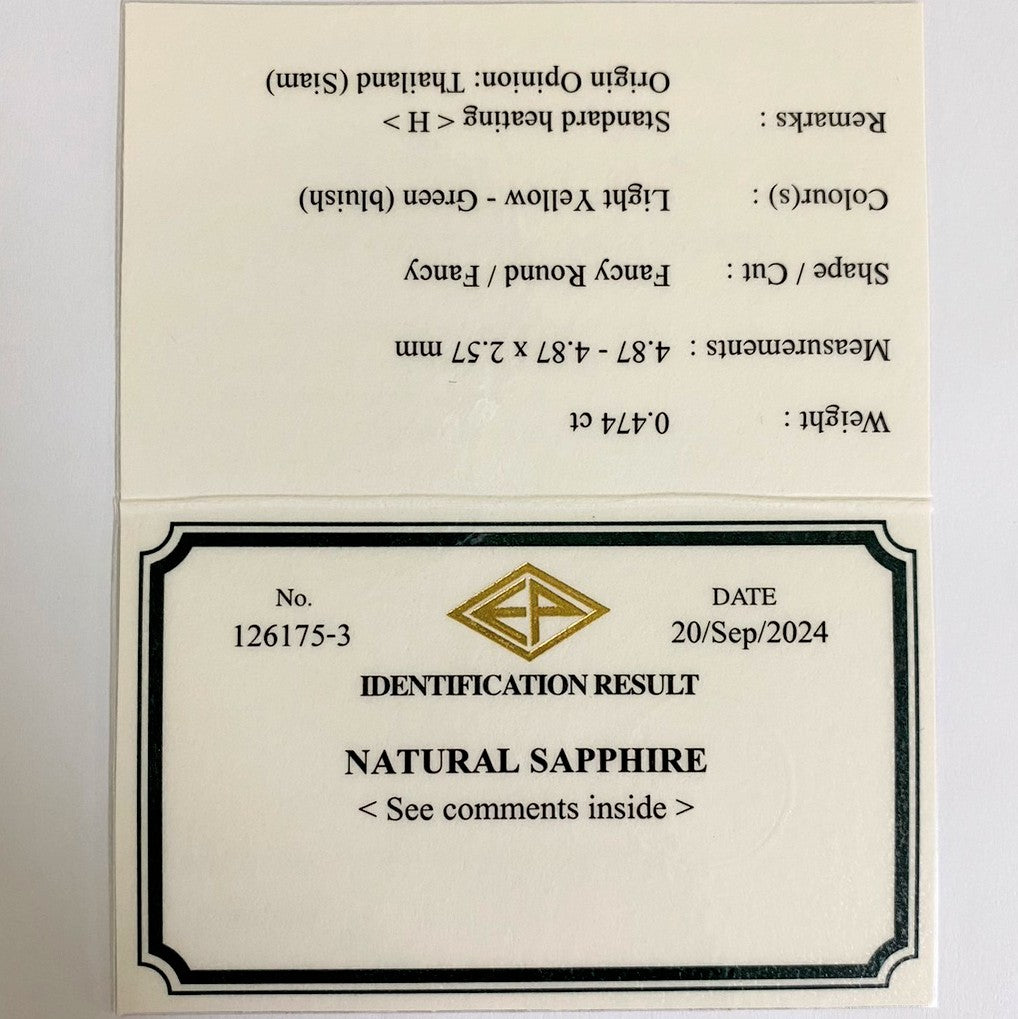 Weight : 0.474 ct
Measurements : 4.87 - 4.87 x 2.57 mm
Shape / Cut : Fancy Round / Fancy
Colour(s) : Light Yellow - Green (bluish)
Remarks : Standard heating < H >
Origin Opinion: Thailand (Siam)
No. DATE
126175-3 20/Sep/2024
EP
IDENTIFICATION RESULT
NATURAL SAPPHIRE
< See comments inside >